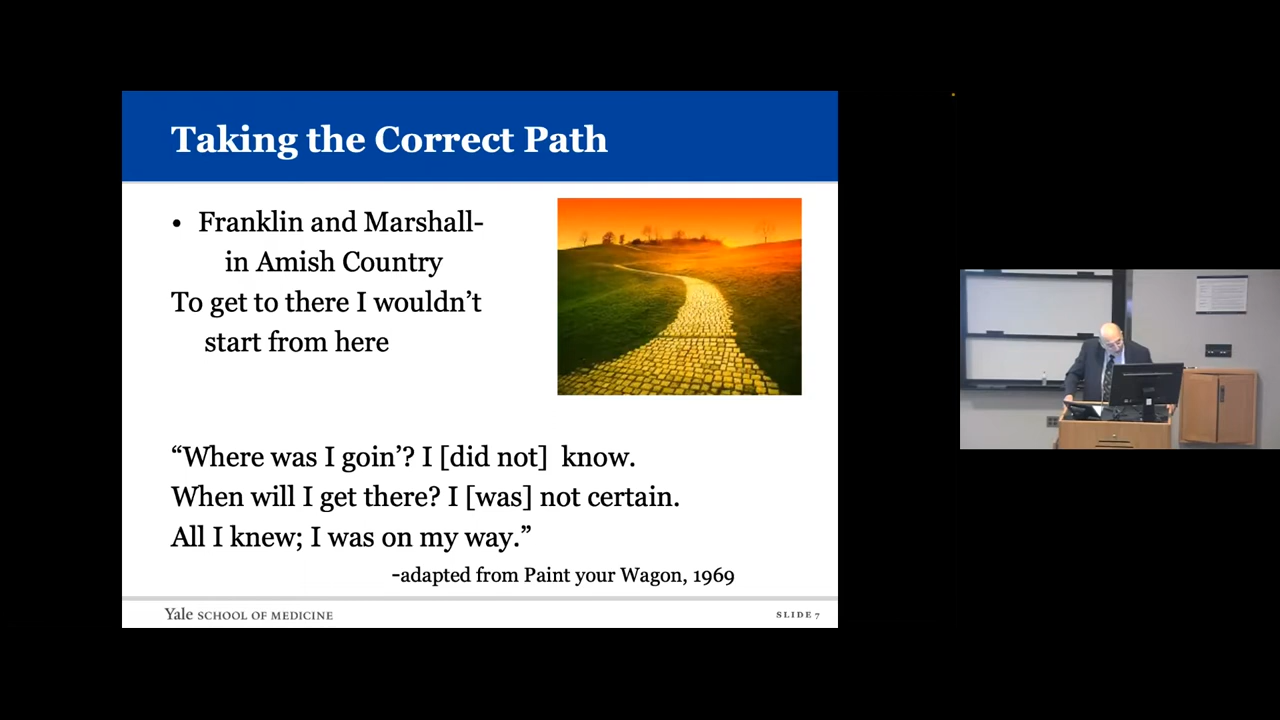 Taking the Correct Path
• Franklin and Marshall-
in Amish Country
To get to there I wouldn’t
start from here
“Where was I goin’? I [did not]  know.
When will I get there? I [was] not certain.
All I knew; I was on my way.”
-adapted from Paint your Wagon, 1969
Yale SCHOOL OF MEDICINE
SLIDE 7